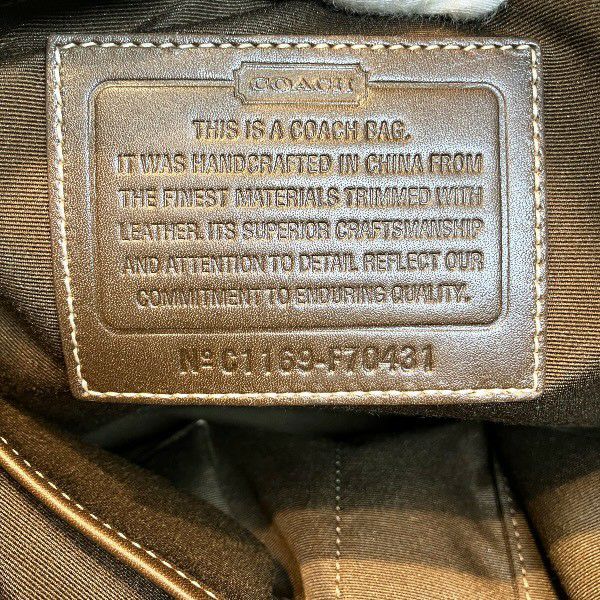 COACH
THIS IS A COACH BAG.
IT WAS HANDCRAFTED IN CHINA FROM
THE FINEST MATERIALS TRIMMED WITH
LEATHER. ITS SUPERIOR CRAFTSMANSHIP
AND ATTENTION TO DETAIL REFLECT OUR
COMMITMENT TO ENDURING QUALITY.
Nº C1169-F70431